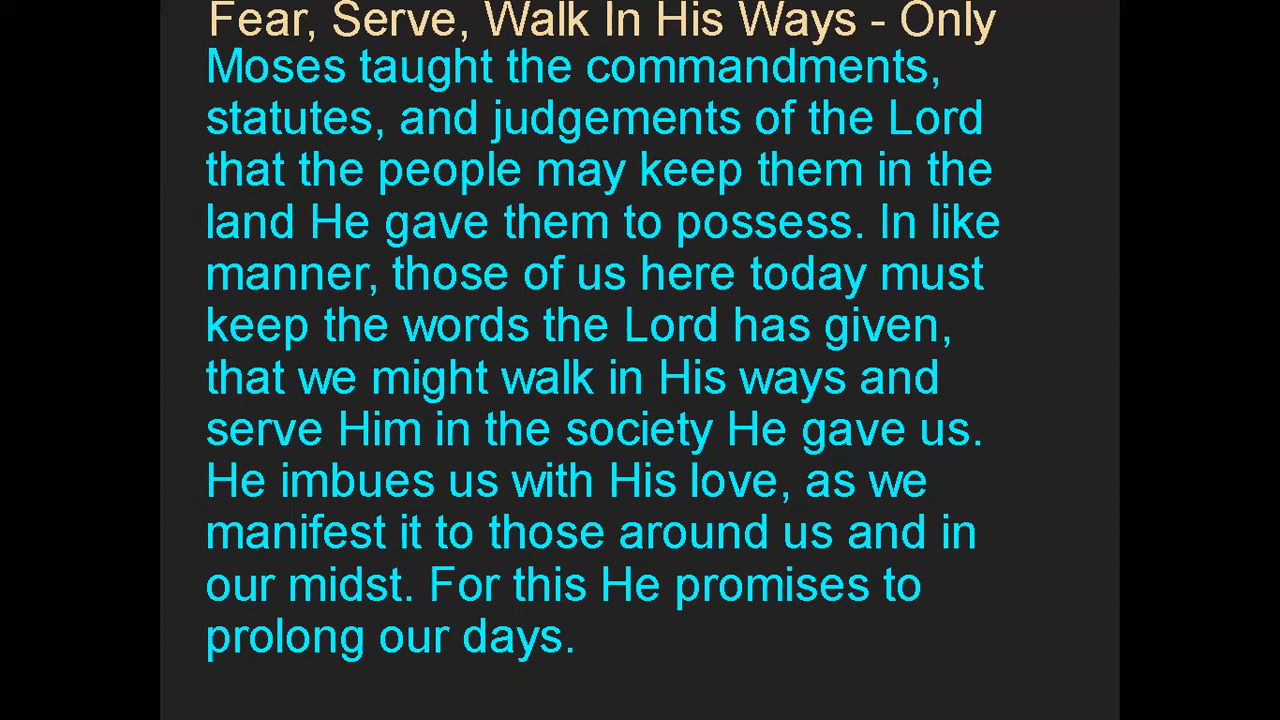 Fear, Serve, Walk In His Ways - Only
Moses taught the commandments,
statutes, and judgements of the Lord
that the people may keep them in the
land He gave them to possess. In like
manner, those of us here today must
keep the words the Lord has given,
that we might walk in His ways and
serve Him in the society He gave us.
He imbues us with His love, as we
manifest it to those around us and in
our midst. For this He promises to
prolong our days.